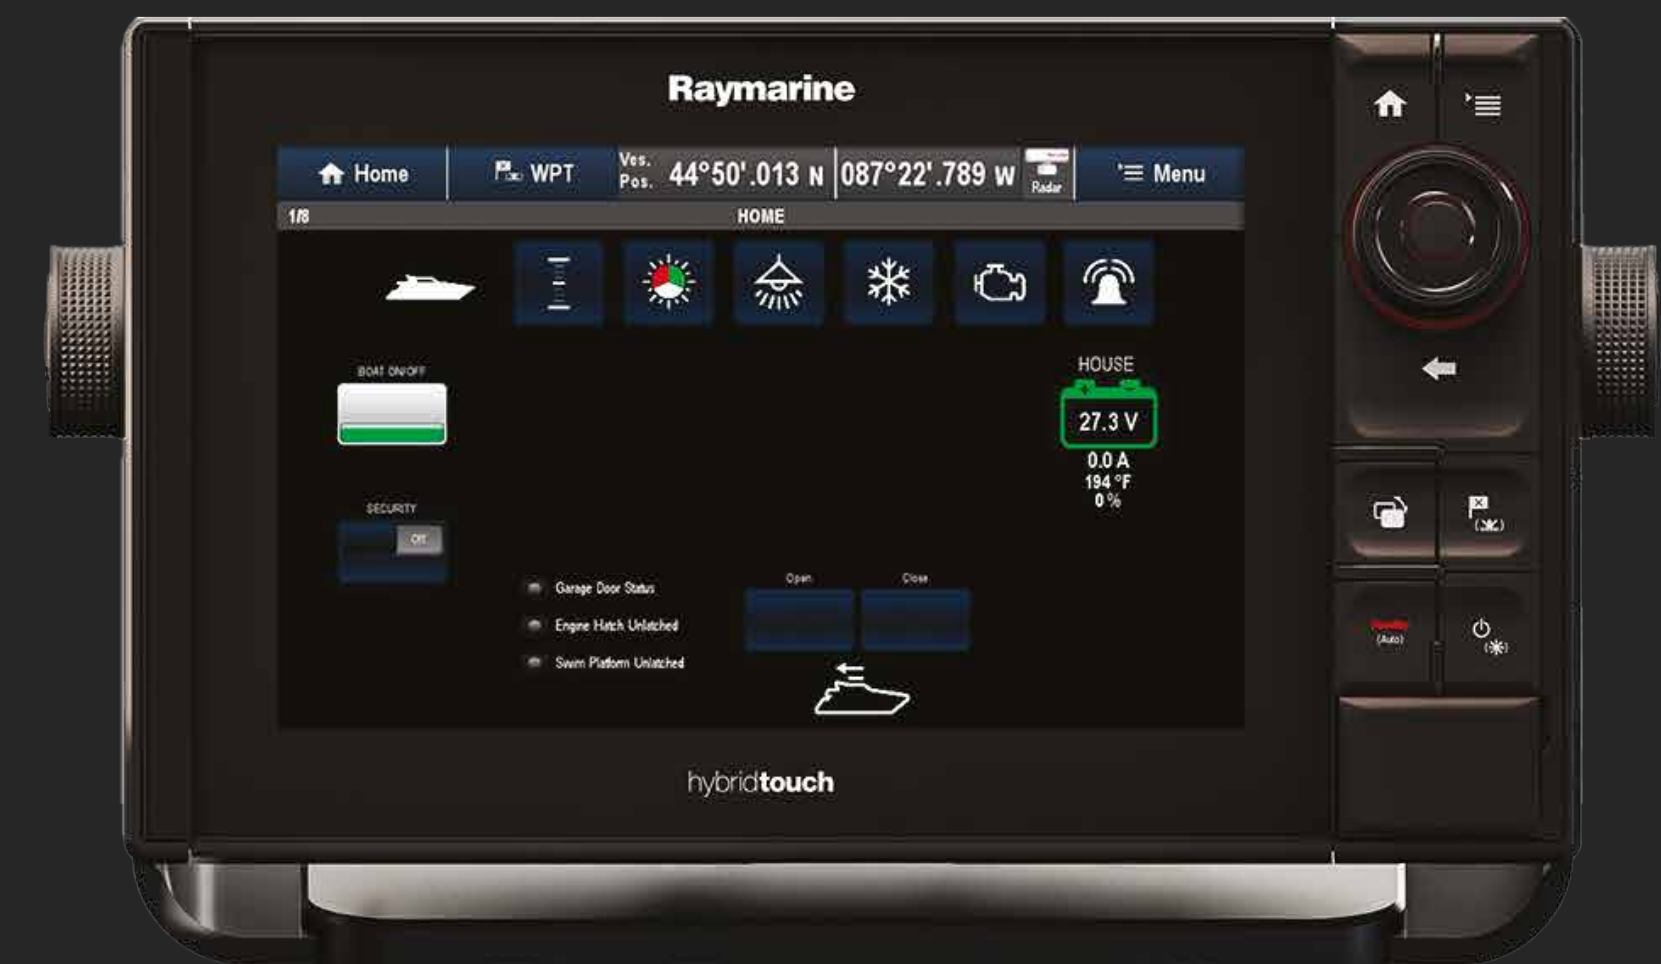 Raymarine
Home
WPT
Ves. Pos.
44°50'.013 N
087°22'.789 W
Radar
Menu
1/8
HOME
BOAT ON/OFF
HOUSE
27.3 V
0.0 A
194 °F
0 %
SECURITY
Off
Garage Door Status
Engine Hatch Unlatched
Swim Platform Unlatched
Open
Close
(Auto)
hybridtouch